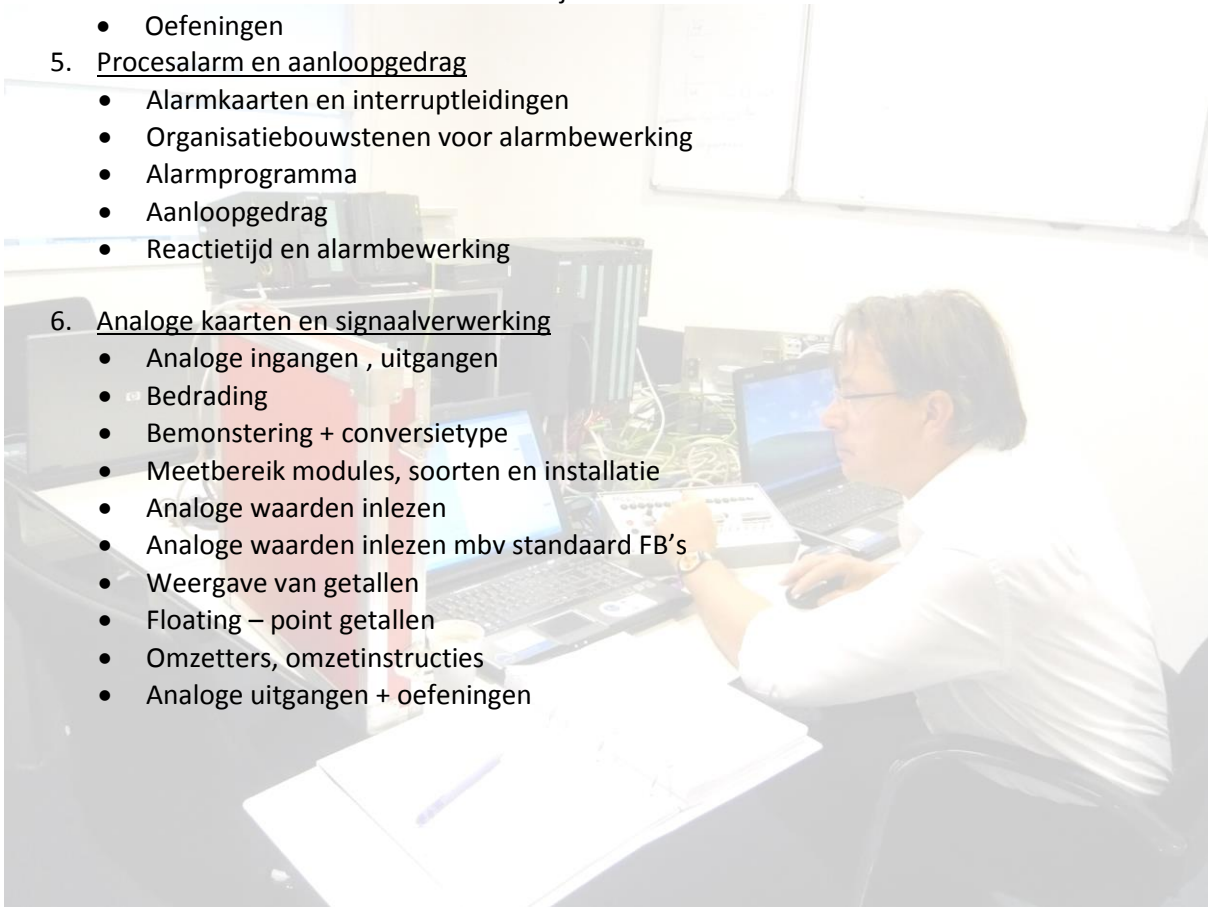 • Oefeningen
5. Procesalarm en aanloopgedrag
• Alarmkaarten en interruptleidingen
• Organisatiebouwstenen voor alarmbewerking
• Alarmprogramma
• Aanloopgedrag
• Reactietijd en alarmbewerking
6. Analoge kaarten en signaalverwerking
• Analoge ingangen , uitgangen
• Bedrading
• Bemonstering + conversietype
• Meetbereik modules, soorten en installatie
• Analoge waarden inlezen
• Analoge waarden inlezen mbv standaard FB’s
• Weergave van getallen
• Floating – point getallen
• Omzetters, omzetinstructies
• Analoge uitgangen + oefeningen